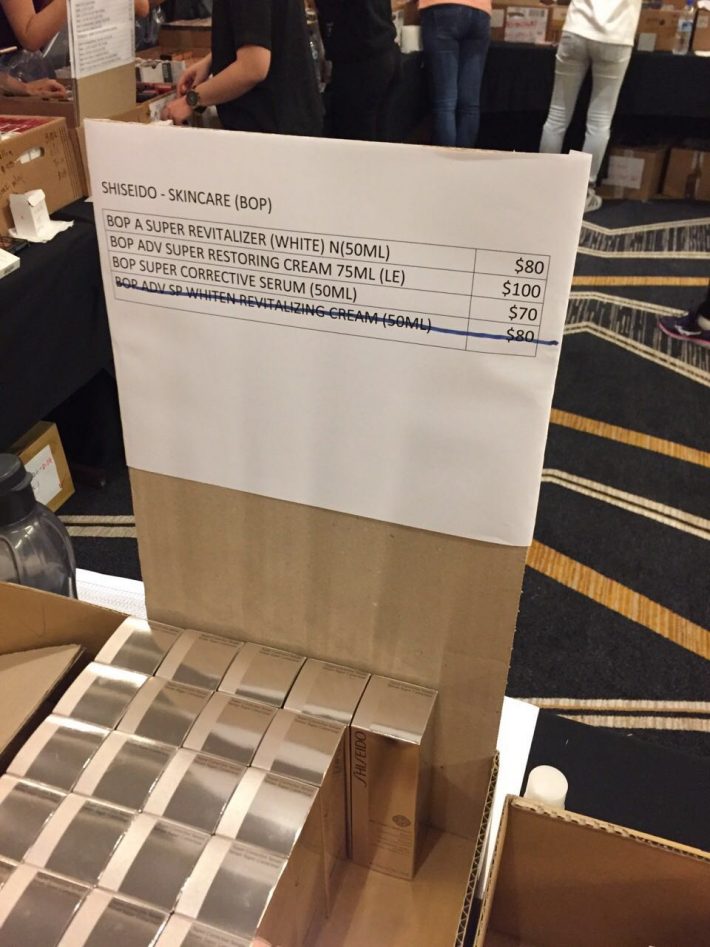 SHISEIDO - SKINCARE (BOP)
BOP A SUPER REVITALIZER (WHITE) N(50ML) $80
BOP ADV SUPER RESTORING CREAM 75ML (LE) $100
BOP SUPER CORRECTIVE SERUM (50ML) $70
BOP ADV SP WHITEN REVITALIZING CREAM (50ML) $80
SHISEIDO